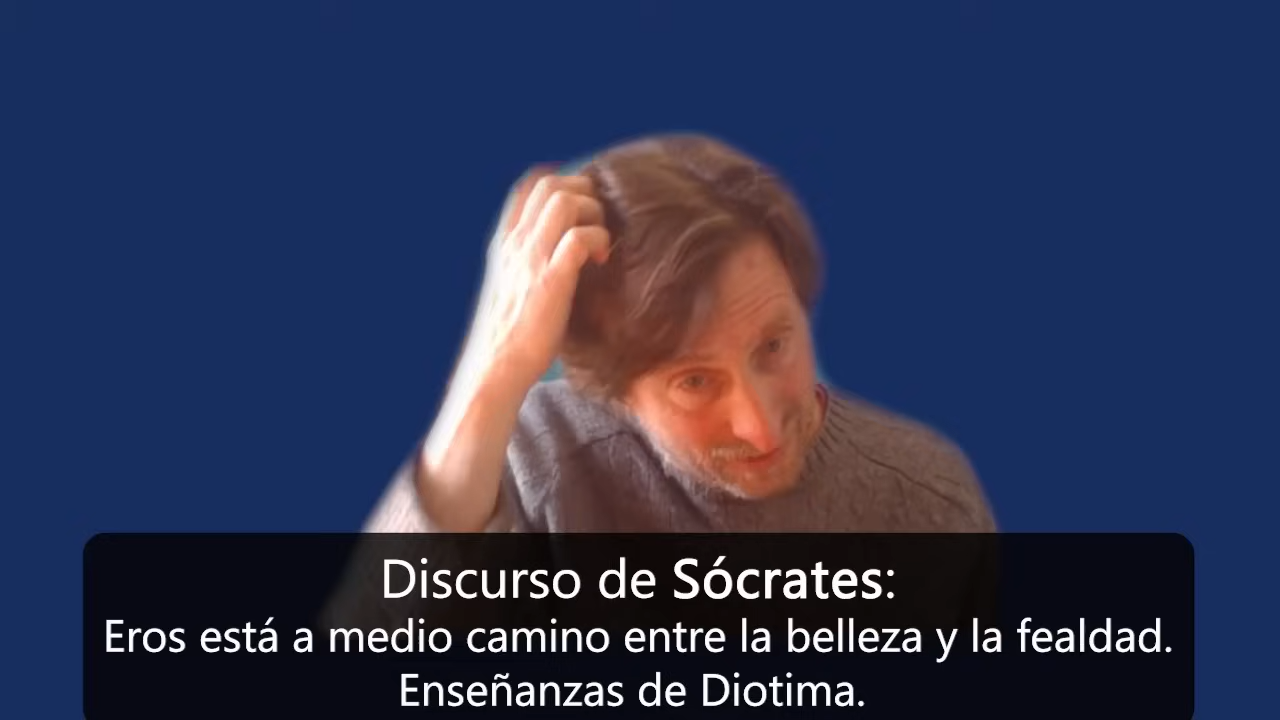 Discurso de Sócrates:
Eros está a medio camino entre la belleza y la fealdad.
Enseñanzas de Diotima.